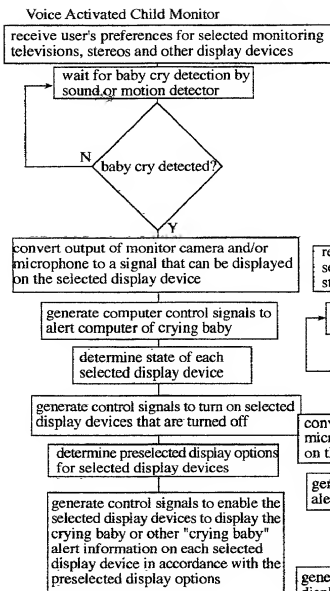 Voice Activated Child Monitor
receive user's preferences for selected monitoring
televisions, stereos and other display devices
wait for baby cry detection by
sound or motion detector
N
baby cry detected?
Y
convert output of monitor camera and/or
microphone to a signal that can be displayed
on the selected display device
generate computer control signals to
alert computer of crying baby
determine state of each
selected display device
generate control signals to turn on selected
display devices that are turned off
determine preselected display options
for selected display devices
generate control signals to enable the
selected display devices to display the
crying baby or other "crying baby"
alert information on each selected
display device in accordance with the
preselected display options